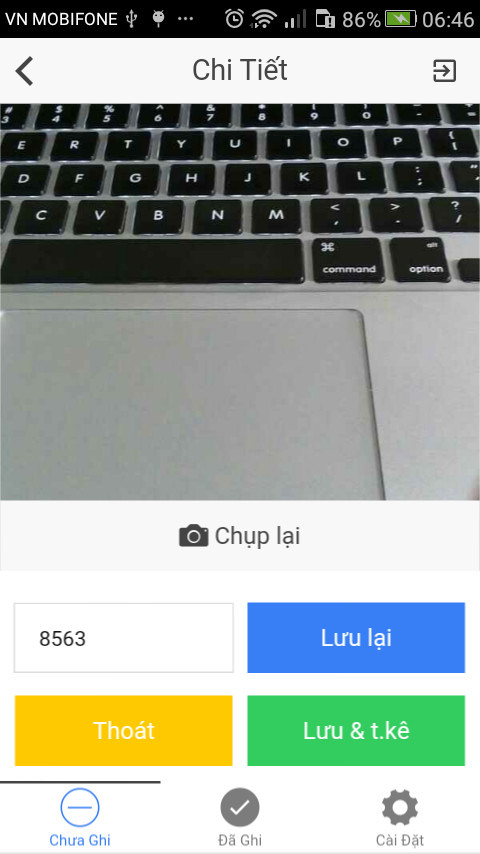 VN MOBIFONE 86% 06:46
Chi Tiết
# 3 $ 4 % 5 ^ 6 & 7 * 8 ( 9 ) 0
E R T Y U I O P {
[
D F G H J K L : ;
C V B N M < , > . ? /
⌘ alt
command option
Chụp lại
8563 Lưu lại
Thoát Lưu & t.kê
Chưa Ghi Đã Ghi Cài Đặt